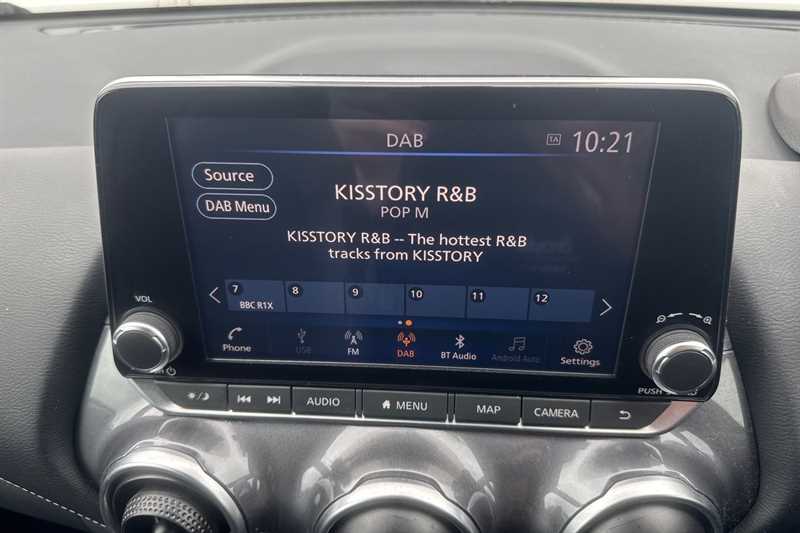 DAB
1A 10:21
Source
DAB Menu
KISSTORY R&B
POP M
KISSTORY R&B -- The hottest R&B
tracks from KISSTORY
7 8 9 10 11 12
BBC R1X
VOL
Phone USB FM DAB BT Audio Android Auto Settings
PUSH
AUDIO MENU MAP CAMERA